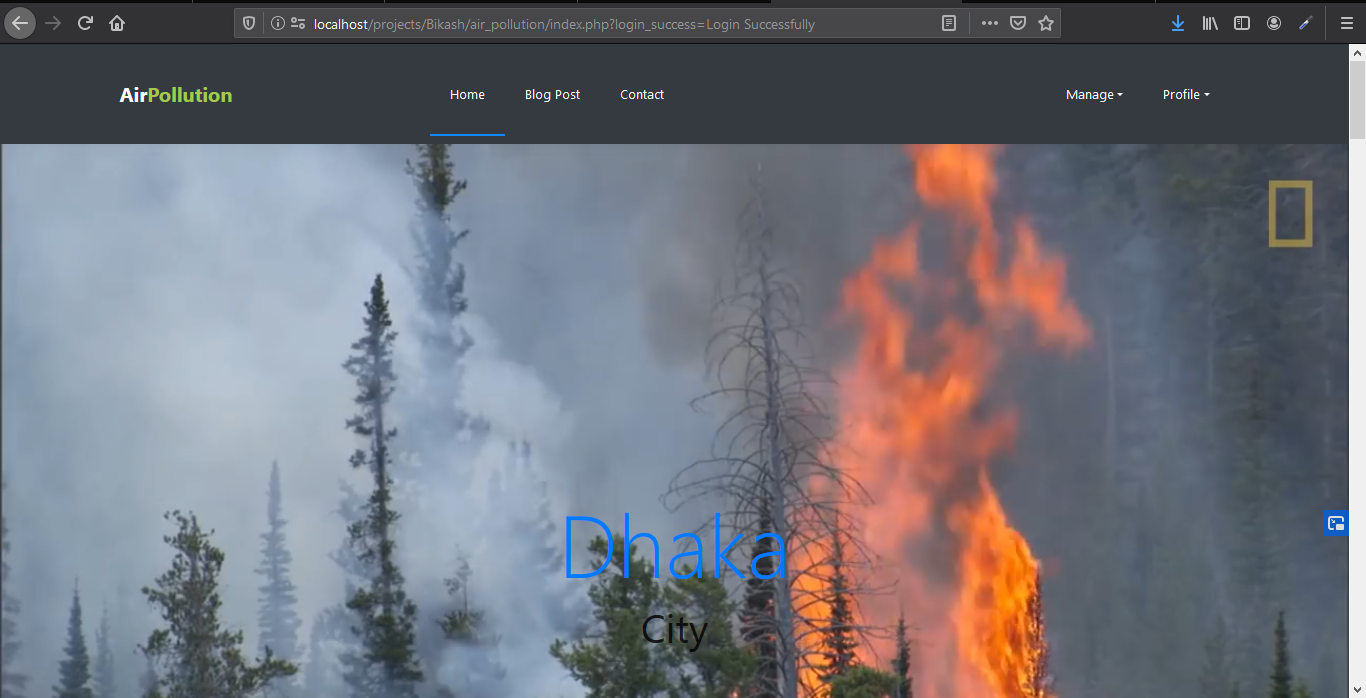 localhost/projects/Bikash/air_pollution/index.php?login_success=Login Successfully
AirPollution
Home
Blog Post
Contact
Manage
Profile
Dhaka
City